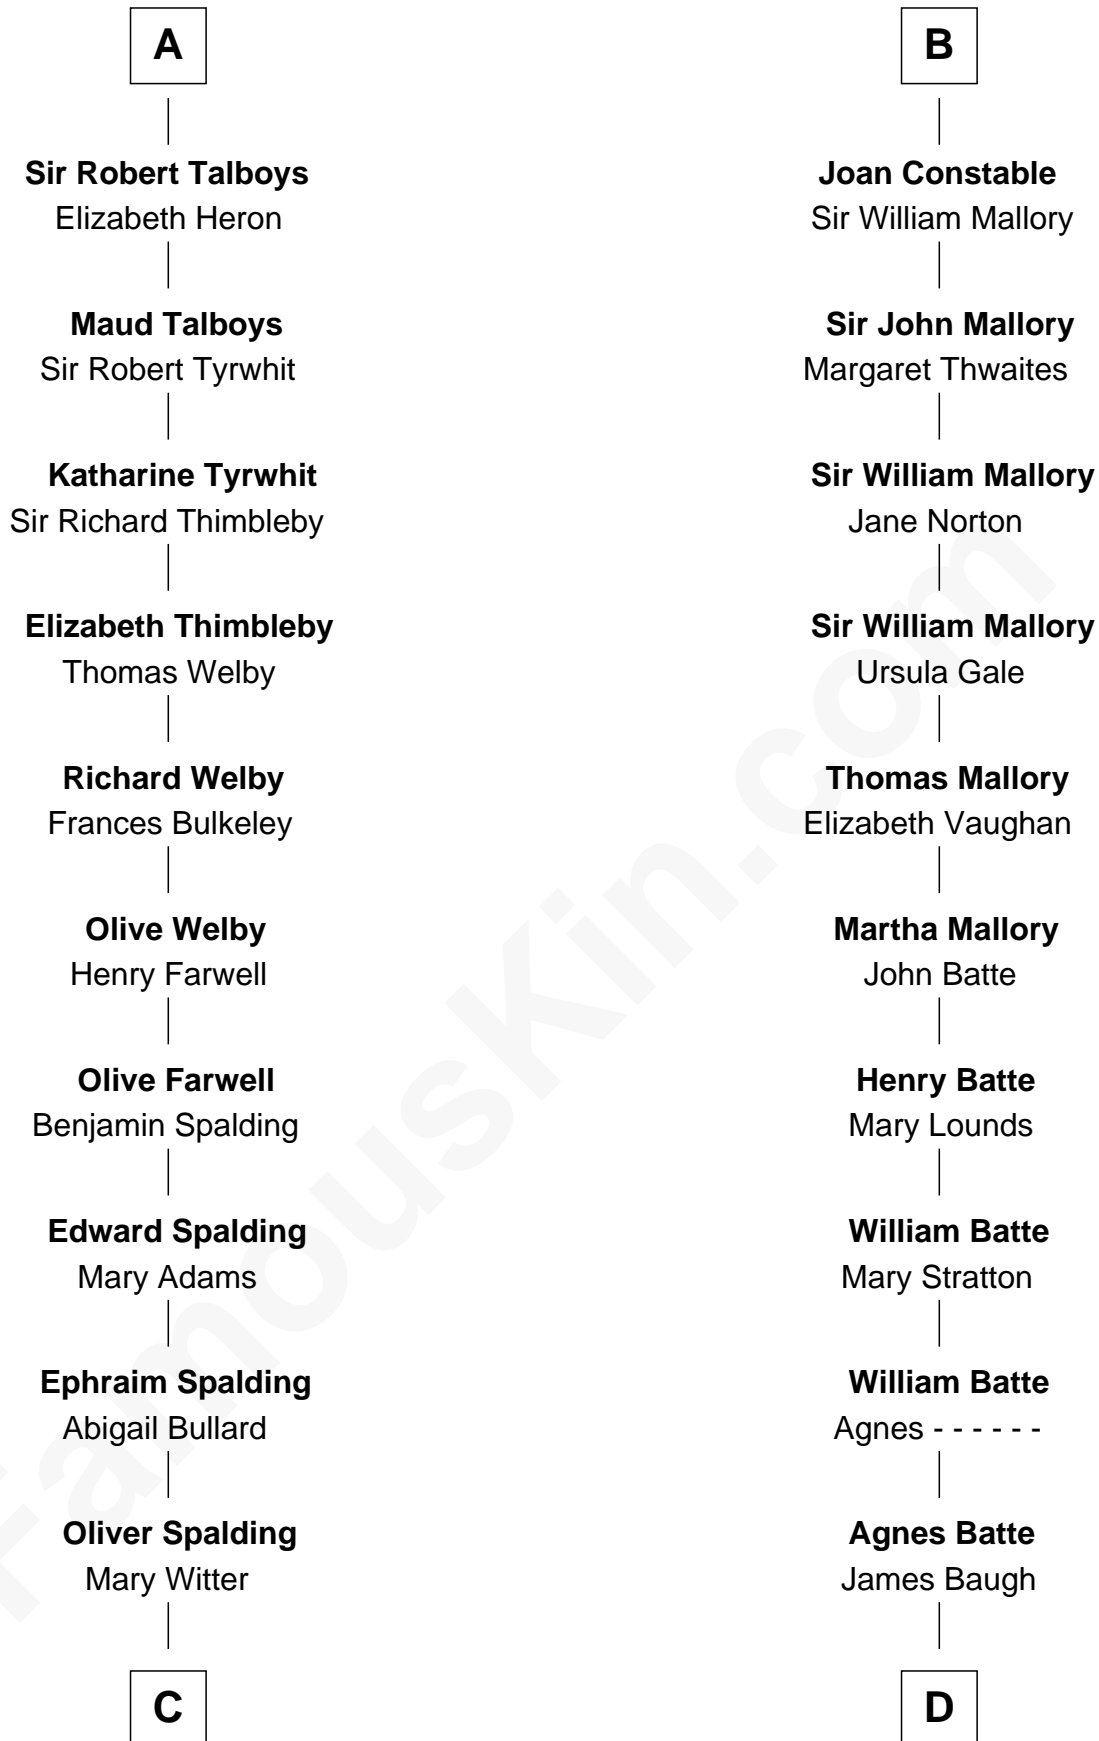 A
Sir Robert Talboys
Elizabeth Heron
Maud Talboys
Sir Robert Tyrwhit
Katharine Tyrwhit
Sir Richard Thimbleby
Elizabeth Thimbleby
Thomas Welby
Richard Welby
Frances Bulkeley
Olive Welby
Henry Farwell
Olive Farwell
Benjamin Spalding
Edward Spalding
Mary Adams
Ephraim Spalding
Abigail Bullard
Oliver Spalding
Mary Witter
C
B
Joan Constable
Sir William Mallory
Sir John Mallory
Margaret Thwaites
Sir William Mallory
Jane Norton
Sir William Mallory
Ursula Gale
Thomas Mallory
Elizabeth Vaughan
Martha Mallory
John Batte
Henry Batte
Mary Lounds
William Batte
Mary Stratton
William Batte
Agnes - - - - - -
Agnes Batte
James Baugh
D
FamousKin.com